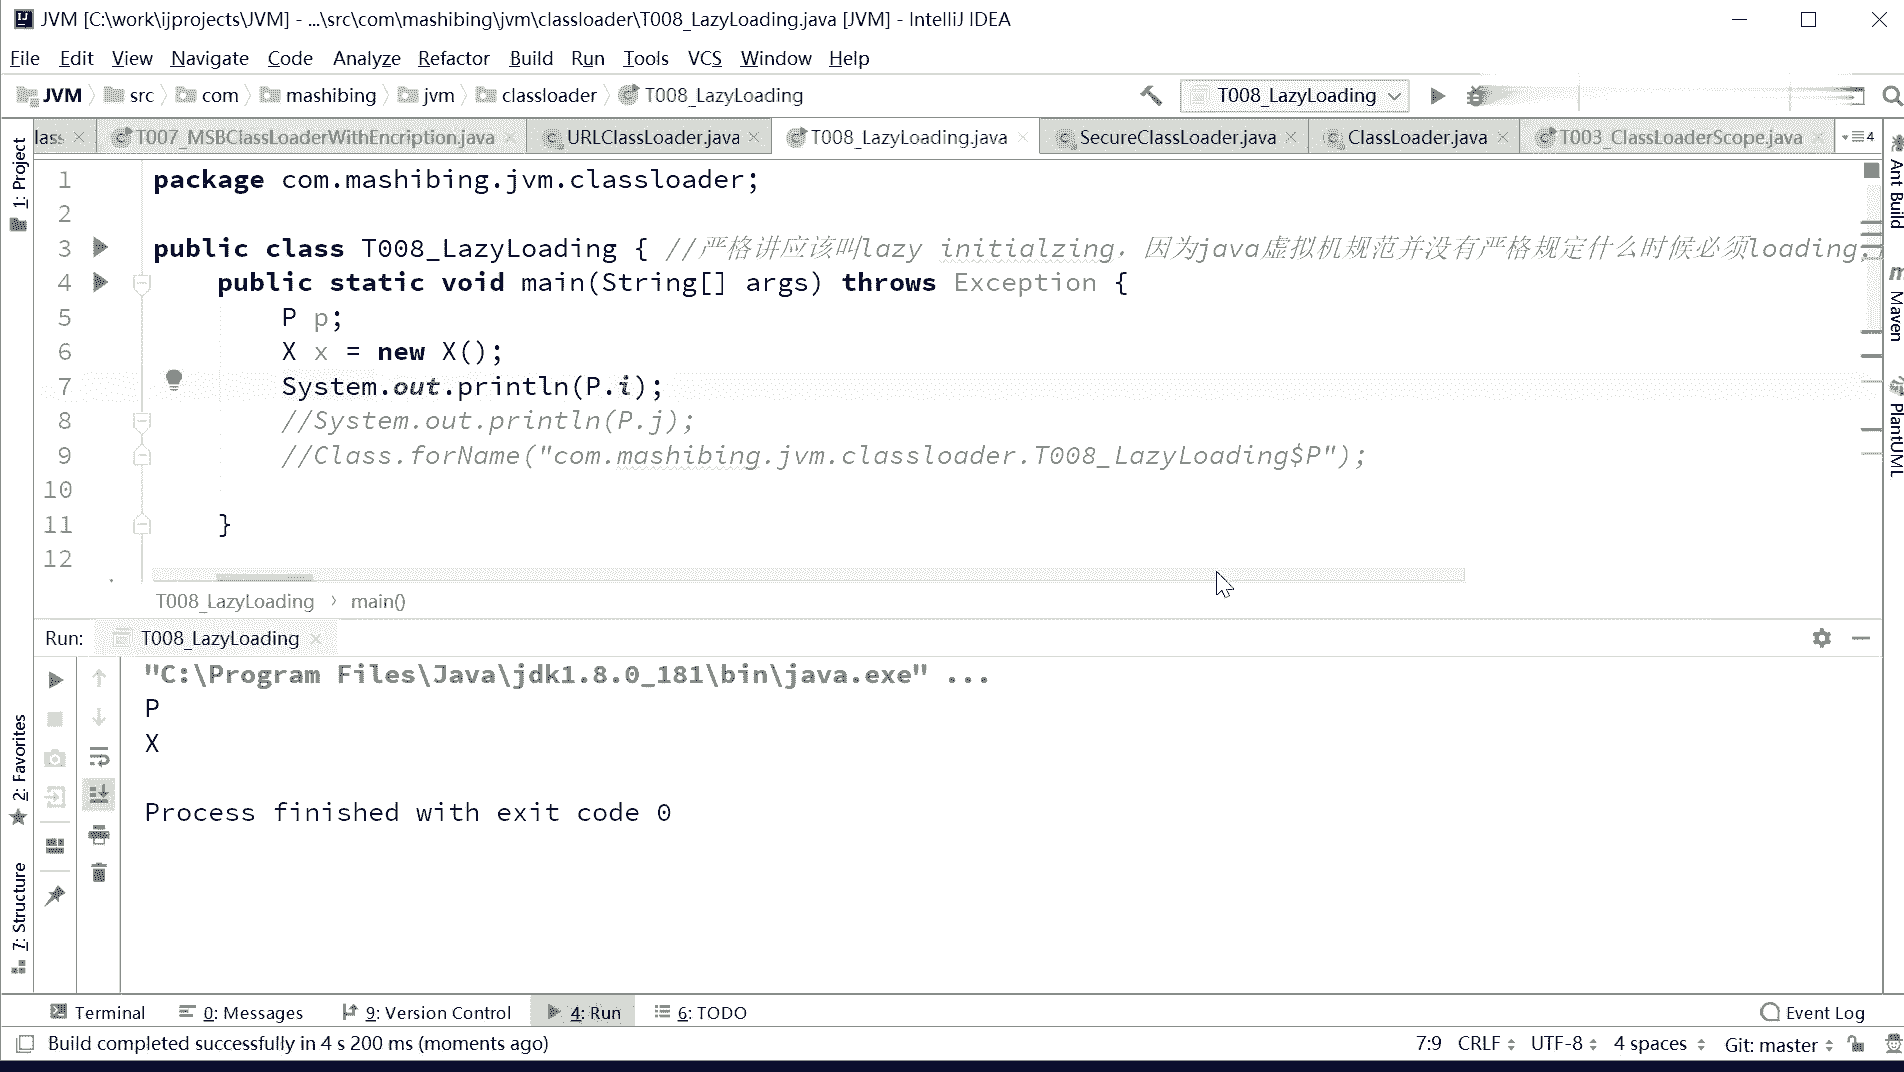 JVM [C:\work\ijprojects\JVM] - ...\src\com\mashibing\jvm\classloader\T008_LazyLoading.java [JVM] - IntelliJ IDEA
File Edit View Navigate Code Analyze Refactor Build Run Tools VCS Window Help
JVM src com mashibing jvm classloader T008_LazyLoading
T008_LazyLoading
lass T007_MSBClassLoaderWithEncription.java URLClassLoader.java T008_LazyLoading.java SecureClassLoader.java ClassLoader.java T003_ClassLoaderScope.java 4
1: Project
2: Favorites
7: Structure
1 package com.mashibing.jvm.classloader;
2
3 public class T008_LazyLoading { //严格讲应该叫lazy initialzing，因为java虚拟机规范并没有严格规定什么时候必须loading,
4 public static void main(String[] args) throws Exception {
5 P p;
6 X x = new X();
7 System.out.println(P.i);
8 //System.out.println(P.j);
9 //Class.forName("com.mashibing.jvm.classloader.T008_LazyLoading$P");
10
11 }
12
T008_LazyLoading › main()
Ant Build
Maven
PlantUML
Run: T008_LazyLoading
"C:\Program Files\Java\jdk1.8.0_181\bin\java.exe" ...
P
X
Process finished with exit code 0
Terminal 0: Messages 9: Version Control 4: Run 6: TODO Event Log
Build completed successfully in 4 s 200 ms (moments ago) 7:9 CRLF UTF-8 4 spaces Git: master